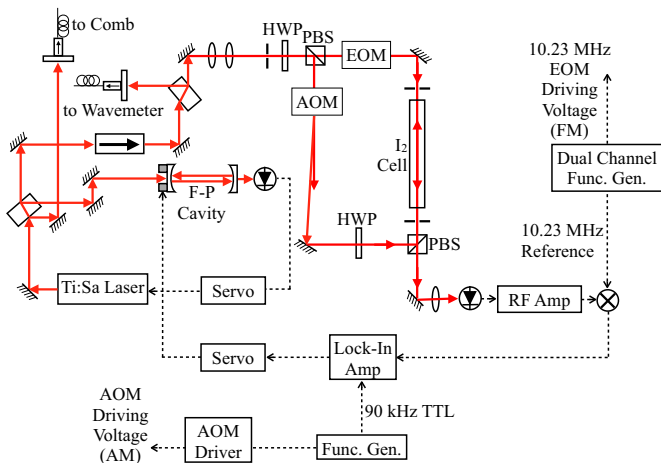 to Comb
to Wavemeter
HWP
PBS
EOM
AOM
I2
Cell
F-P
Cavity
HWP
PBS
Ti:Sa Laser
Servo
RF Amp
Servo
Lock-In
Amp
10.23 MHz
EOM
Driving
Voltage
(FM)
Dual Channel
Func. Gen.
10.23 MHz
Reference
90 kHz TTL
AOM
Driving
Voltage
(AM)
AOM
Driver
Func. Gen.